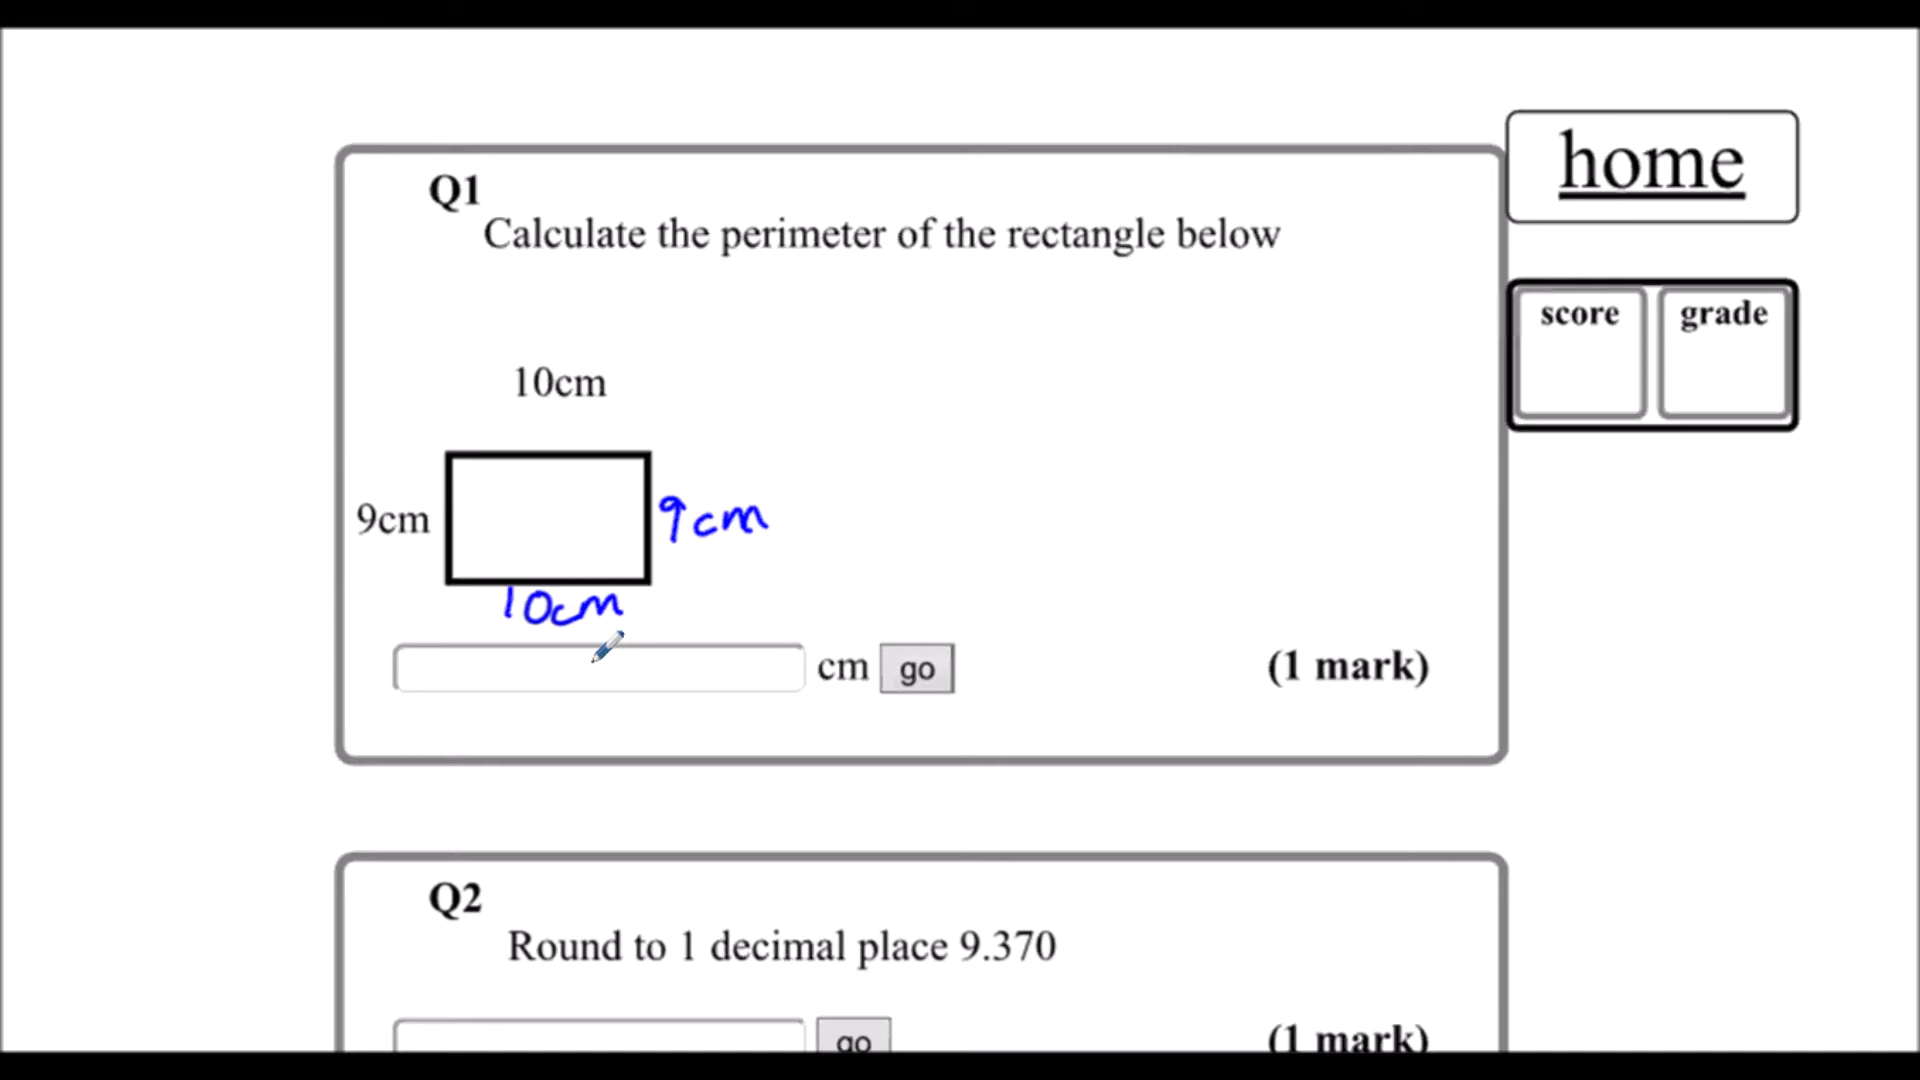 home
Q1
Calculate the perimeter of the rectangle below
score grade
10cm
9cm 9cm
10cm
cm go (1 mark)
Q2
Round to 1 decimal place 9.370
go (1 mark)